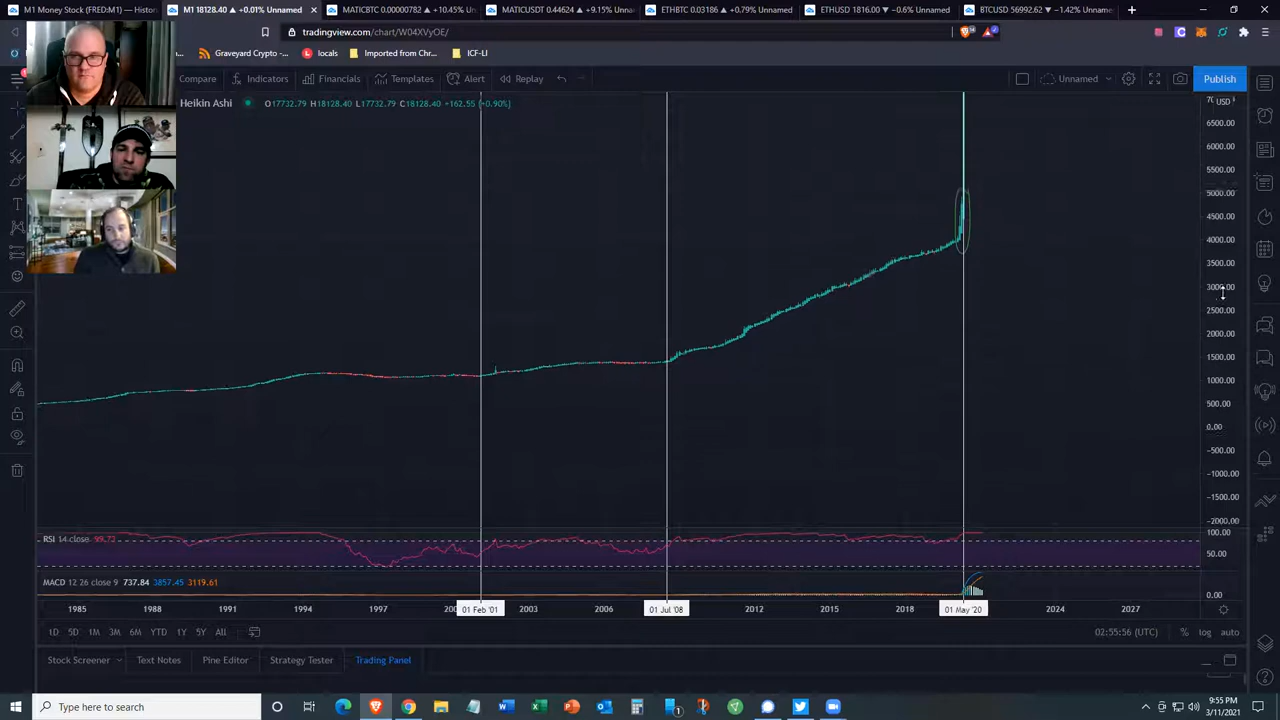 M1 Money Stock (FRED:M1) — Histori
M1 18128.40 ▲ +0.01% Unnamed
MATICBTC 0.00000782 ▲ +10.45% Un
MATICUSDT 0.44624 ▲ +9.15% Unnar
ETHBTC 0.03186 ▲ +0.79% Unnamed
ETHUSD 1816.00 ▼ −0.6% Unnamed
BTCUSD 56992.62 ▼ −1.42% Unname
tradingview.com/chart/W04XVyOE/
Graveyard Crypto -...
locals
Imported from Chr...
ICF-LI
Compare
Indicators
Financials
Templates
Alert
Replay
Unnamed
Publish
Heikin Ashi
O17732.79 H18128.40 L17732.79 C18128.40 +162.55 (+0.90%)
USD
6500.00
6000.00
5500.00
5000.00
4500.00
4000.00
3500.00
3000.00
2500.00
2000.00
1500.00
1000.00
500.00
0.00
-500.00
-1000.00
-1500.00
-2000.00
RSI 14 close 99.73
100.00
50.00
MACD 12 26 close 9 737.84 3857.45 3119.61
0.00
1985 1988 1991 1994 1997 200 01 Feb '01 2003 2006 01 Jul '08 2012 2015 2018 01 May '20 2024 2027
1D 5D 1M 3M 6M YTD 1Y 5Y All
02:55:56 (UTC) % log auto
Stock Screener Text Notes Pine Editor Strategy Tester Trading Panel
Type here to search
9:55 PM
3/11/2021